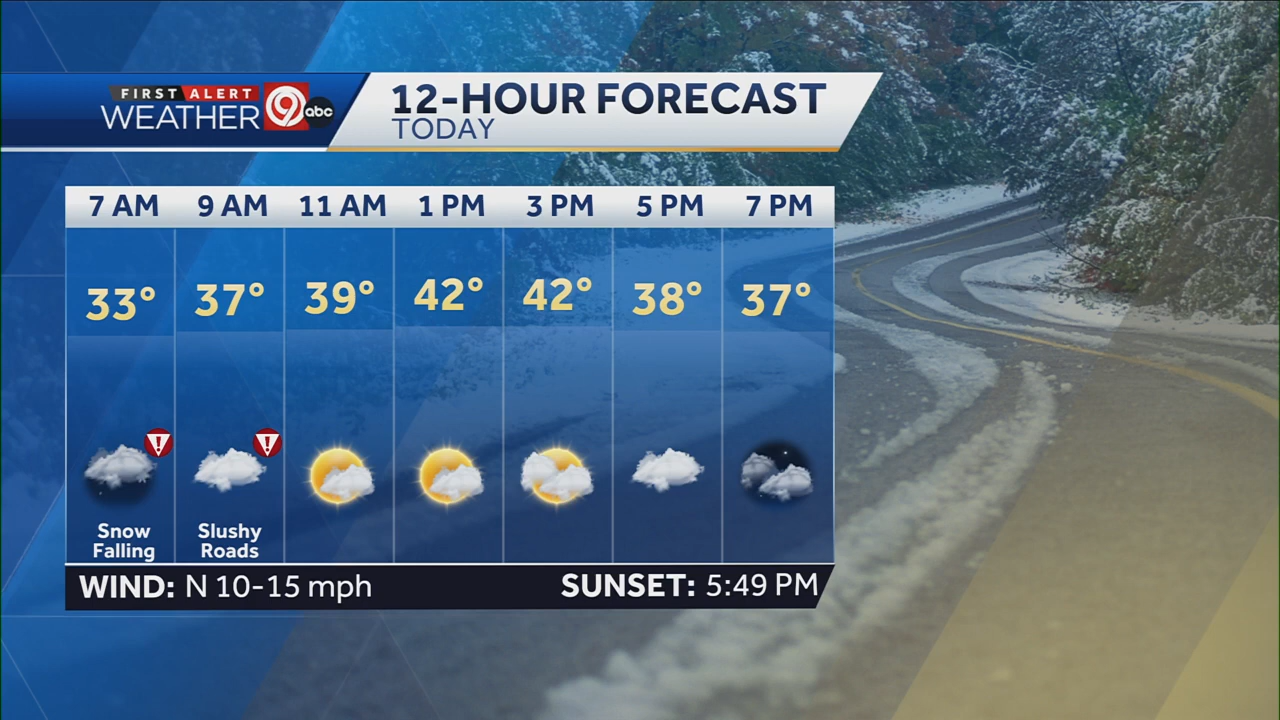 FIRST ALERT
WEATHER 9 abc
12-HOUR FORECAST
TODAY
7 AM 9 AM 11 AM 1 PM 3 PM 5 PM 7 PM
33° 37° 39° 42° 42° 38° 37°
! !
Snow Slushy
Falling Roads
WIND: N 10-15 mph SUNSET: 5:49 PM